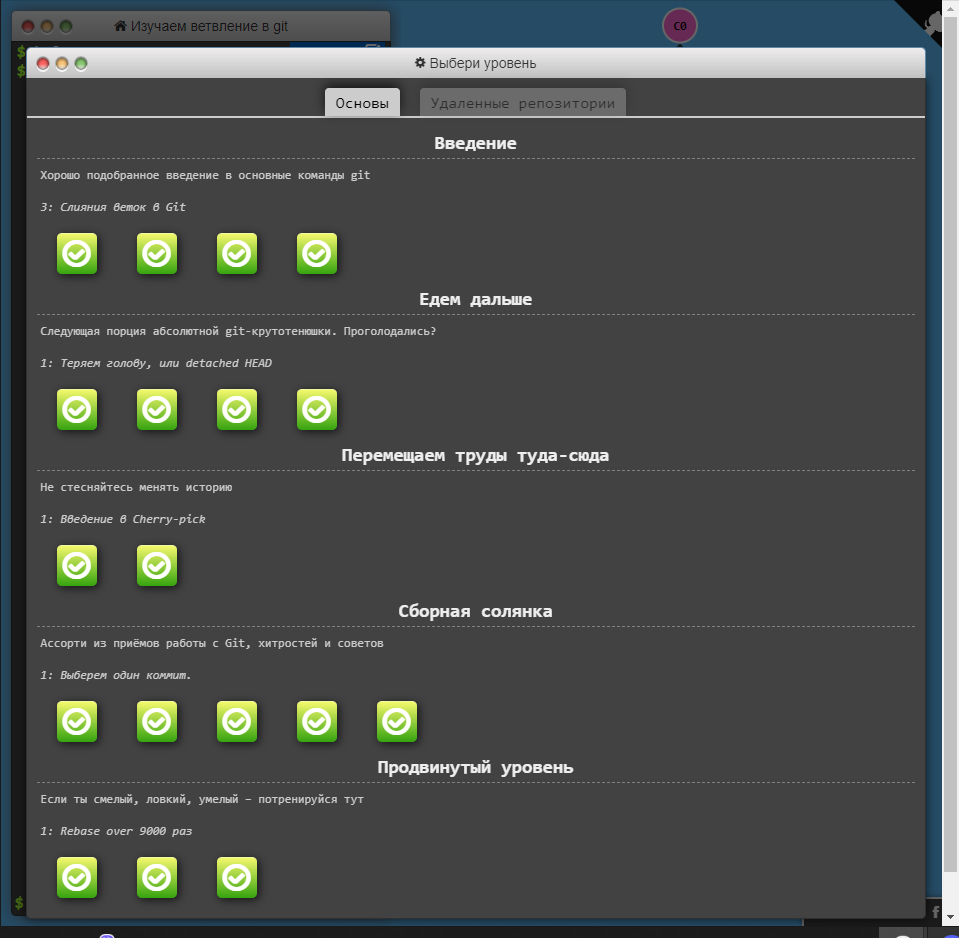 Изучаем ветвление в git
C0
$
$
Выбери уровень
Основы
Удаленные репозитории
Введение
Хорошо подобранное введение в основные команды git
3: Слияния веток в Git
Едем дальше
Следующая порция абсолютной git-крутотенюшки. Проголодались?
1: Теряем голову, или detached HEAD
Перемещаем труды туда-сюда
Не стесняйтесь менять историю
1: Введение в Cherry-pick
Сборная солянка
Ассорти из приёмов работы с Git, хитростей и советов
1: Выберем один коммит.
Продвинутый уровень
Если ты смелый, ловкий, умелый – потренируйся тут
1: Rebase over 9000 раз
$